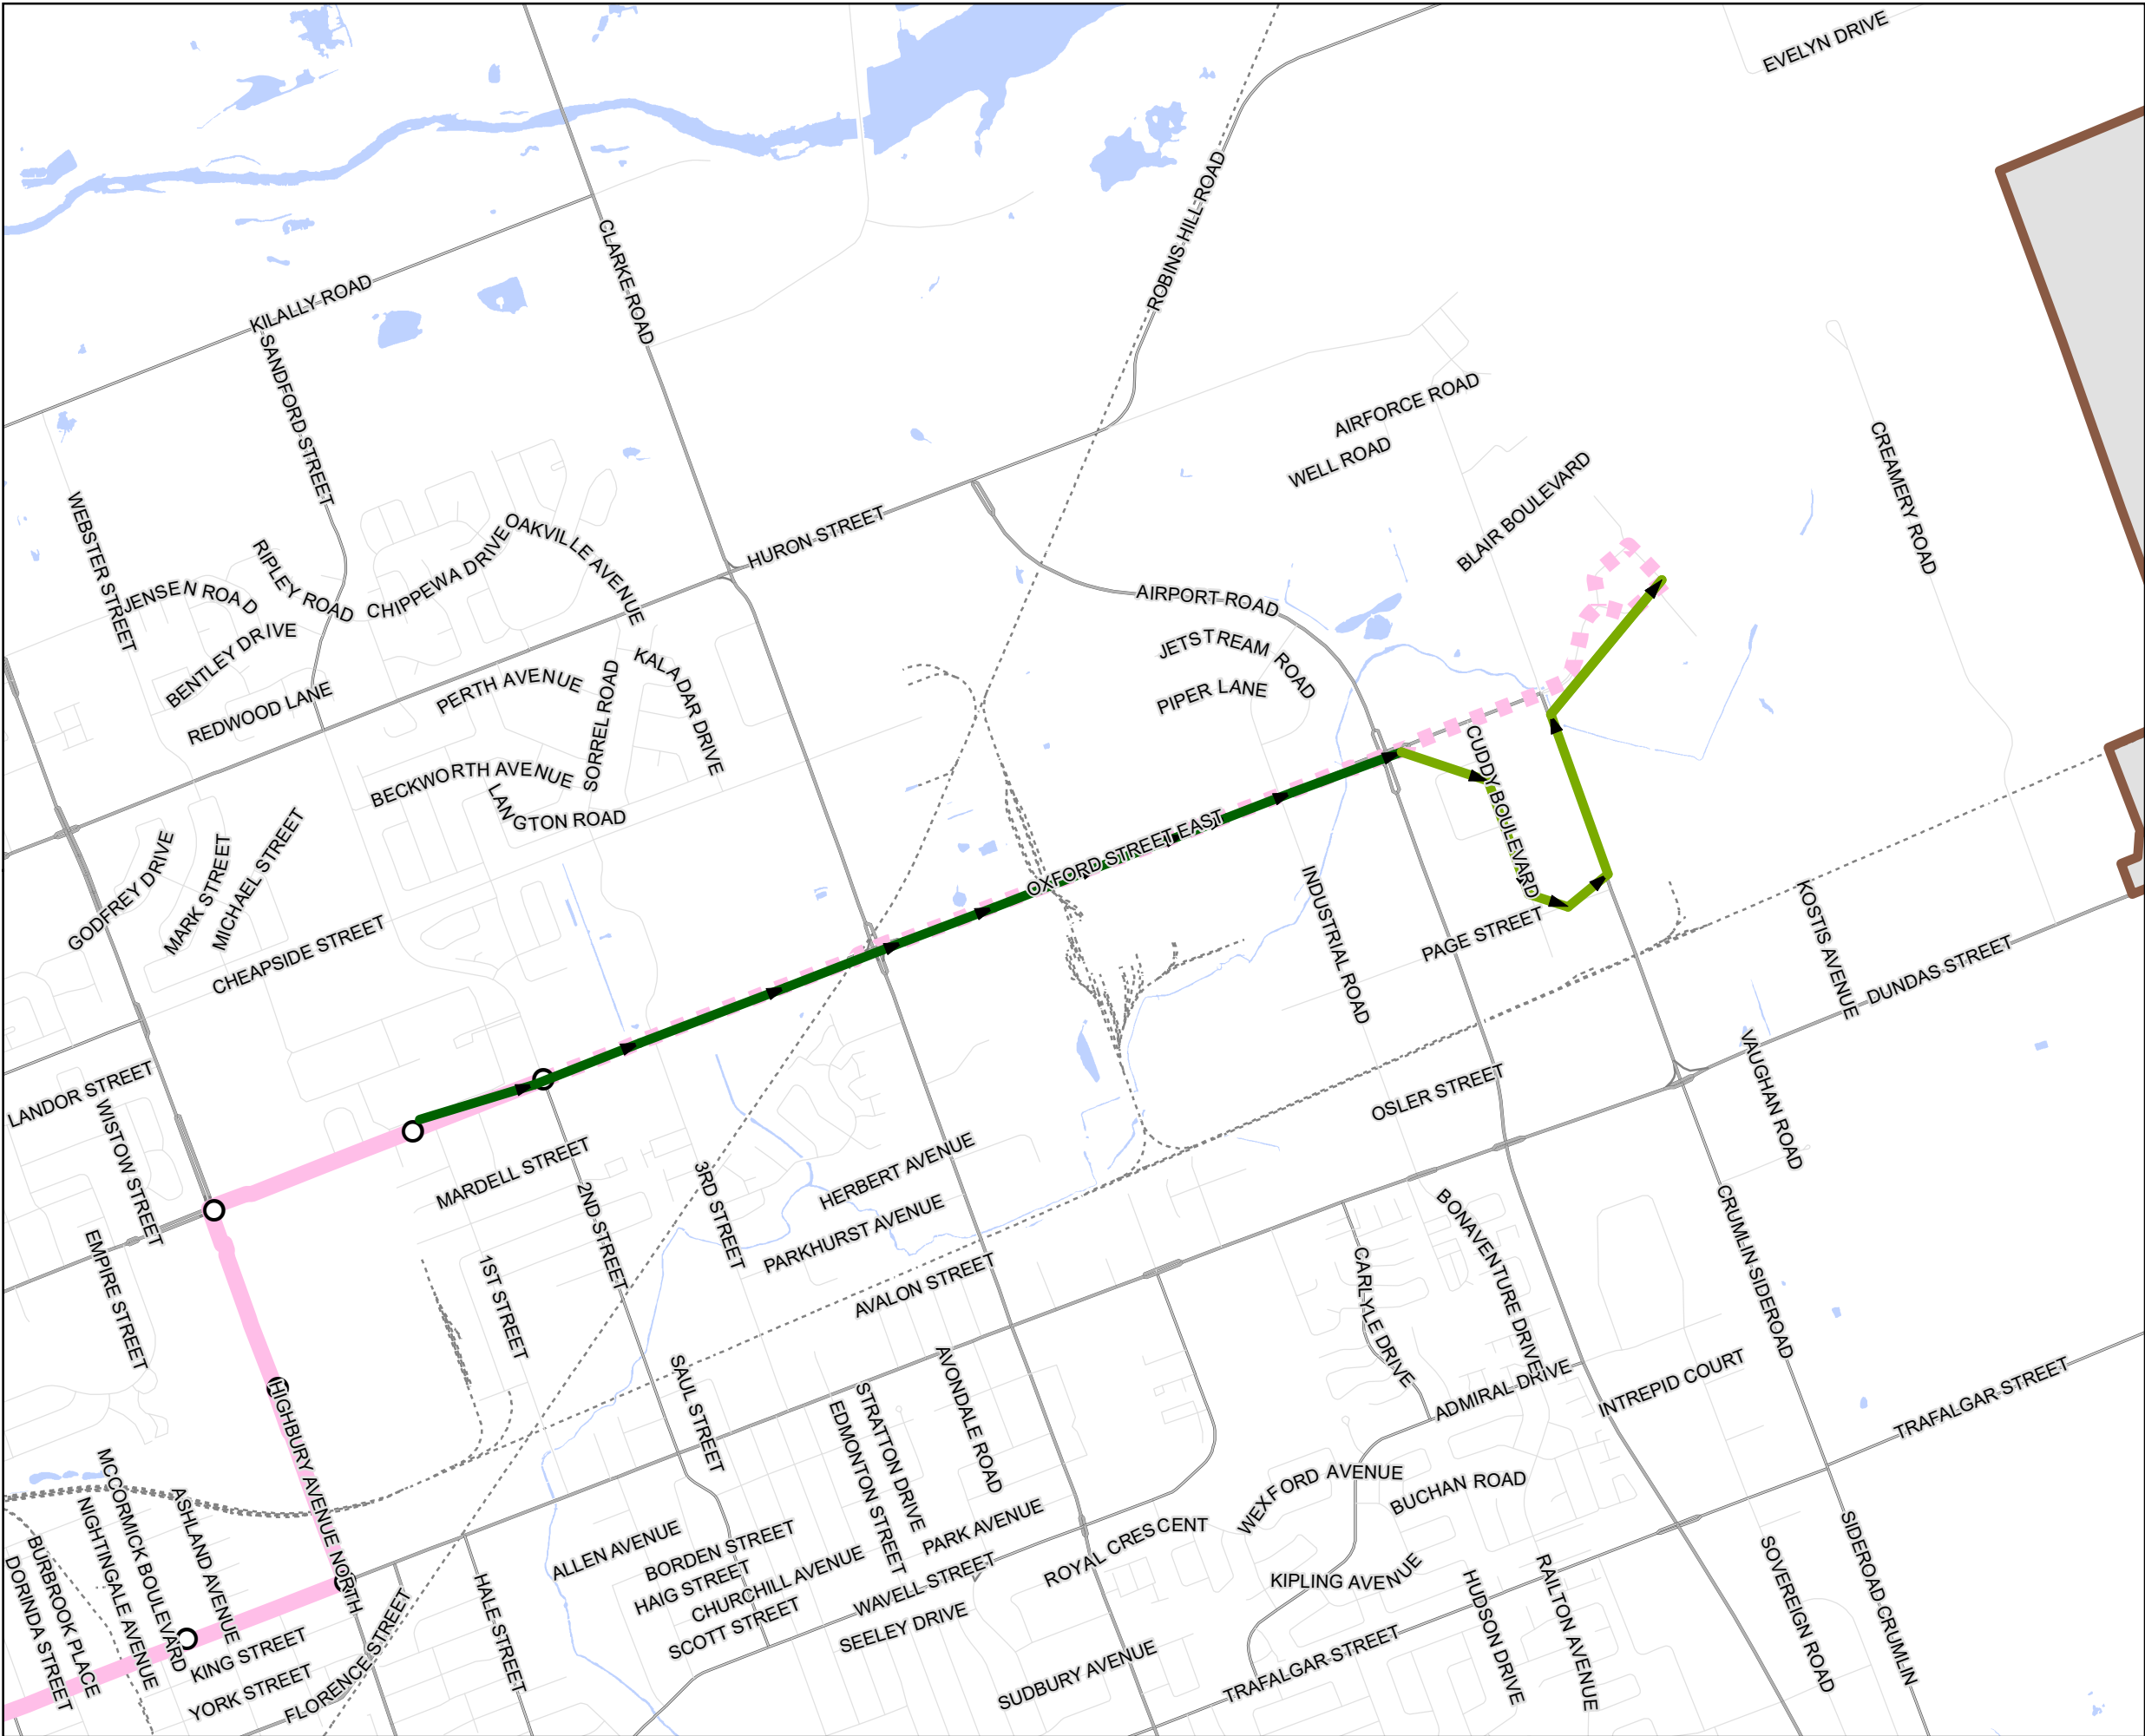 EVELYN DRIVE
ROBINS HILL ROAD
CLARKE ROAD
KILALLY ROAD
SANDFORD STREET
AIRFORCE ROAD
WELL ROAD
BLAIR BOULEVARD
CREAMERY ROAD
WEBSTER STREET
OAKVILLE AVENUE
HURON STREET
CHIPPEWA DRIVE
RIPLEY ROAD
JENSEN ROAD
BENTLEY DRIVE
AIRPORT ROAD
JETSTREAM ROAD
PIPER LANE
REDWOOD LANE
PERTH AVENUE
SORREL ROAD
KALADAR DRIVE
BECKWORTH AVENUE
LANGTON ROAD
CUDDY BOULEVARD
GODFREY DRIVE
MARK STREET
MICHAEL STREET
CHEAPSIDE STREET
OXFORD STREET EAST
INDUSTRIAL ROAD
PAGE STREET
KOSTIS AVENUE
DUNDAS STREET
LANDOR STREET
WISTOW STREET
OSLER STREET
VAUGHAN ROAD
MARDELL STREET
2ND STREET
3RD STREET
HERBERT AVENUE
PARKHURST AVENUE
AVALON STREET
EMPIRE STREET
1ST STREET
CARLYLE DRIVE
BONAVENTURE DRIVE
CRUMLIN SIDEROAD
ADMIRAL DRIVE
INTREPID COURT
TRAFALGAR STREET
HIGHBURY AVENUE NORTH
SAUL STREET
AVONDALE ROAD
STRATTON DRIVE
EDMONTON STREET
MCCORMICK BOULEVARD
ASHLAND AVENUE
NIGHTINGALE AVENUE
BURBROOK PLACE
DORINDA STREET
WEXFORD AVENUE
BUCHAN ROAD
PARK AVENUE
ROYAL CRESCENT
ALLEN AVENUE
BORDEN STREET
HAIG STREET
CHURCHILL AVENUE
SCOTT STREET
WAVELL STREET
SEELEY DRIVE
KIPLING AVENUE
HUDSON DRIVE
RAILTON AVENUE
SOVEREIGN ROAD
SIDEROAD CRUMLIN
KING STREET
YORK STREET
FLORENCE STREET
HALE STREET
SUDBURY AVENUE
TRAFALGAR STREET